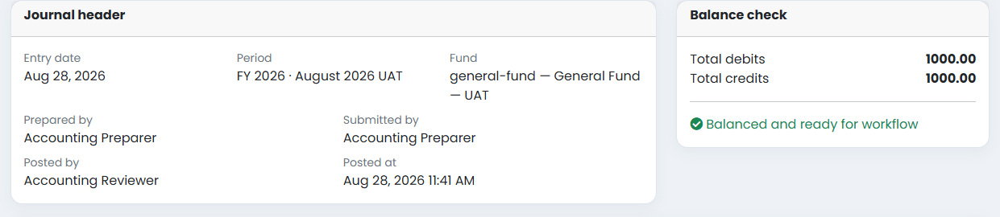 Journal header
Entry date
Aug 28, 2026
Period
FY 2026 · August 2026 UAT
Fund
general-fund — General Fund
— UAT
Prepared by
Accounting Preparer
Submitted by
Accounting Preparer
Posted by
Accounting Reviewer
Posted at
Aug 28, 2026 11:41 AM
Balance check
Total debits 1000.00
Total credits 1000.00
Balanced and ready for workflow